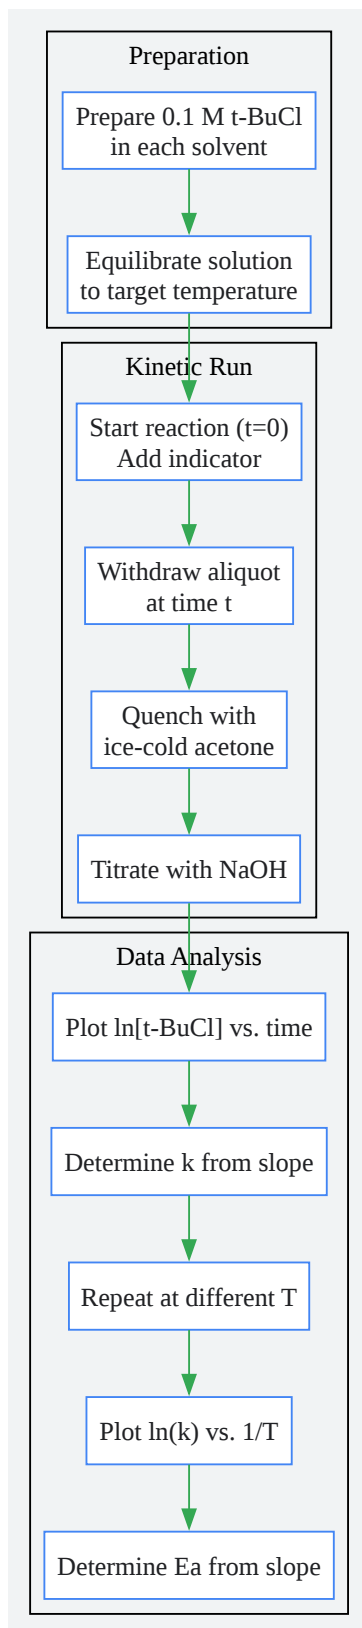 Preparation
Prepare 0.1 M t-BuCl
in each solvent
Equilibrate solution
to target temperature
Kinetic Run
Start reaction (t=0)
Add indicator
Withdraw aliquot
at time t
Quench with
ice-cold acetone
Titrate with NaOH
Data Analysis
Plot ln[t-BuCl] vs. time
Determine k from slope
Repeat at different T
Plot ln(k) vs. 1/T
Determine Ea from slope